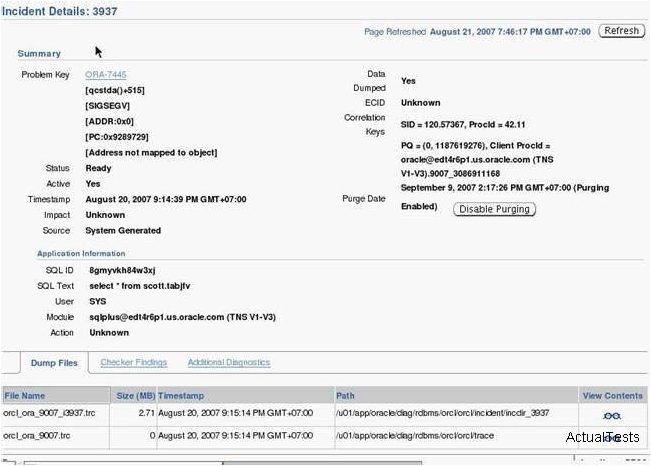 Incident Details: 3937
Page Refreshed August 21, 2007 7:46:17 PM GMT+07:00 Refresh
Summary
Problem Key ORA-7445
[qcstda()+515]
[SIGSEGV]
[ADDR:0x0]
[PC:0x9289729]
[Address not mapped to object]
Status Ready
Active Yes
Timestamp August 20, 2007 9:14:39 PM GMT+07:00
Impact Unknown
Source System Generated
Data Dumped Yes
ECID Unknown
Correlation Keys SID = 120.57367, ProcId = 42.11
PQ = (0, 1187619276), Client ProcId =
oracle@edt4r6p1.us.oracle.com (TNS
V1-V3).9007_3086911168
Purge Date September 9, 2007 2:17:26 PM GMT+07:00 (Purging
Enabled) Disable Purging
Application Information
SQL ID 8gmyvkh84w3xj
SQL Text select * from scott.tabjfv
User SYS
Module sqlplus@edt4r6p1.us.oracle.com (TNS V1-V3)
Action Unknown
Dump Files Checker Findings Additional Diagnostics
File Name Size (MB) Timestamp Path View Contents
orcl_ora_9007_i3937.trc 2.71 August 20, 2007 9:15:14 PM GMT+07:00 /u01/app/oracle/diag/rdbms/orcl/orcl/incident/incdir_3937
orcl_ora_9007.trc 0 August 20, 2007 9:15:14 PM GMT+07:00 /u01/app/oracle/diag/rdbms/orcl/orcl/trace
ActualTests